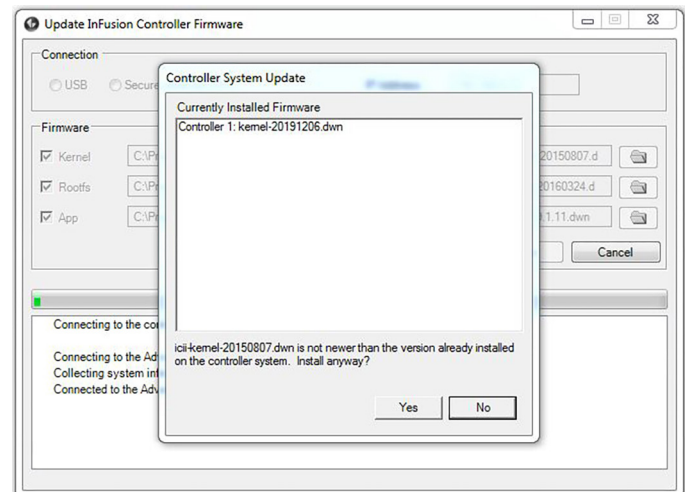 Update InFusion Controller Firmware
Connection
USB
Secure
Controller System Update
Currently Installed Firmware
Controller 1: kernel-20191206.dwn
Firmware
Kernel
C:\Pr
20150807.d
Rootfs
C:\Pr
20160324.d
App
C:\Pr
.1.11.dwn
Cancel
Connecting to the co
Connecting to the Ad
Collecting system inf
Connected to the Adv
icii-kernel-20150807.dwn is not newer than the version already installed
on the controller system. Install anyway?
Yes
No